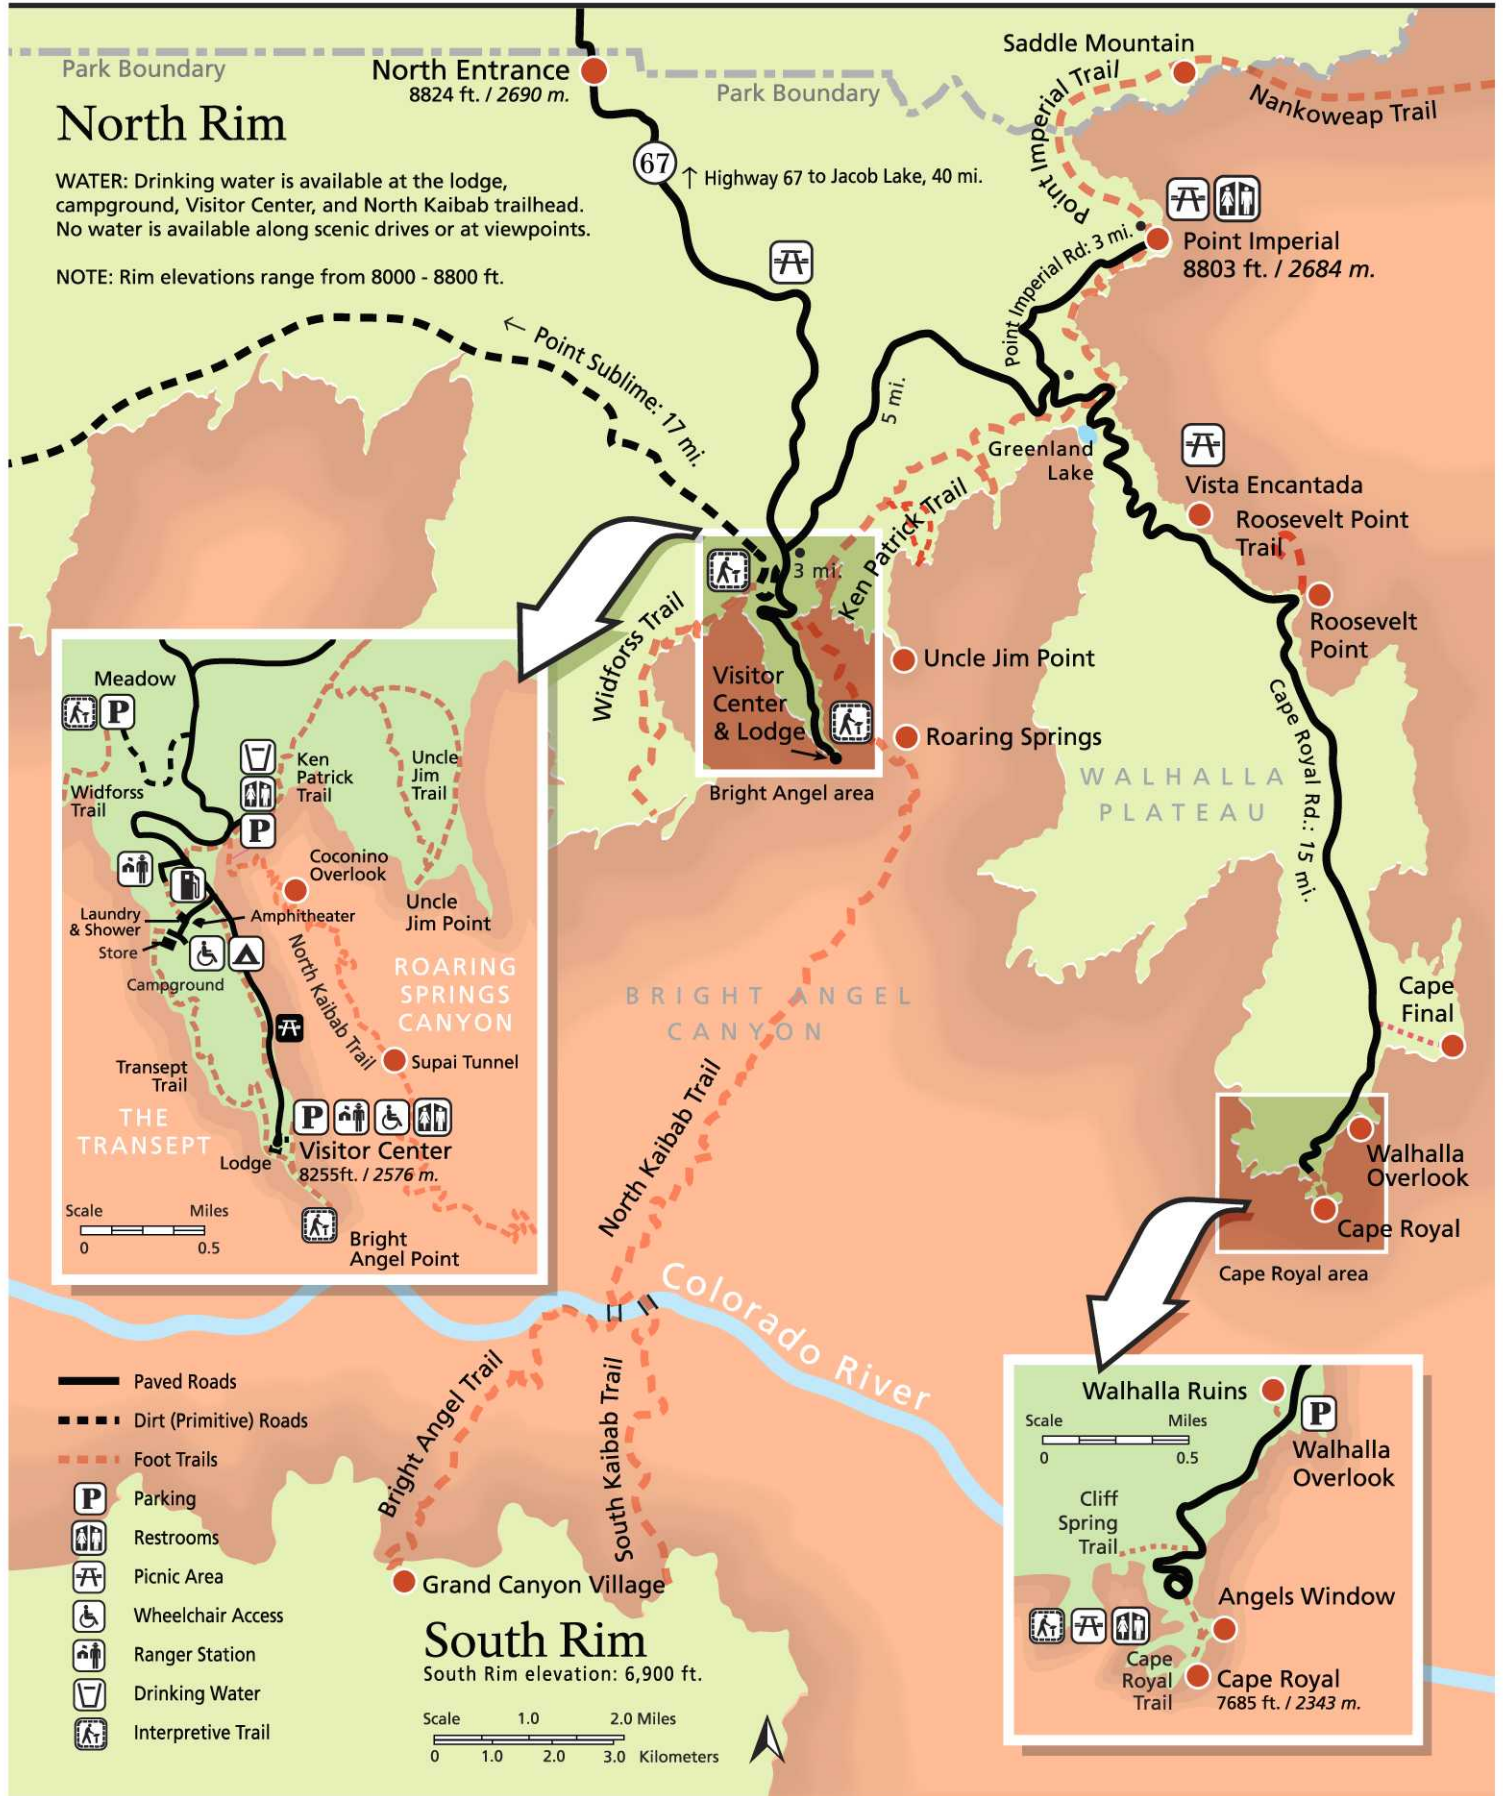 Park Boundary
North Entrance
8824 ft. / 2690 m.
Park Boundary
Saddle Mountain
Nankoweap Trail
Point Imperial Trail
North Rim
WATER: Drinking water is available at the lodge,
campground, Visitor Center, and North Kaibab trailhead.
No water is available along scenic drives or at viewpoints.
NOTE: Rim elevations range from 8000 - 8800 ft.
67
↑ Highway 67 to Jacob Lake, 40 mi.
Point Imperial Rd: 3 mi.
Point Imperial
8803 ft. / 2684 m.
← Point Sublime: 17 mi.
5 mi.
Greenland
Lake
Vista Encantada
Roosevelt Point
Trail
Roosevelt
Point
Ken Patrick Trail
3 mi.
Widforss Trail
Visitor
Center
& Lodge
Bright Angel area
Uncle Jim Point
Roaring Springs
WALHALLA
PLATEAU
Cape Royal Rd.: 15 mi.
Cape
Final
Walhalla
Overlook
Cape Royal
Cape Royal area
BRIGHT ANGEL
CANYON
North Kaibab Trail
Meadow
P
Widforss
Trail
Ken
Patrick
Trail
Uncle
Jim
Trail
P
Coconino
Overlook
Uncle
Jim Point
Laundry
& Shower
Amphitheater
Store
Campground
North Kaibab Trail
ROARING
SPRINGS
CANYON
Supai Tunnel
Transept
Trail
THE
TRANSEPT
P
Visitor Center
8255ft. / 2576 m.
Lodge
Scale
Miles
0
0.5
Bright
Angel Point
Colorado River
Bright Angel Trail
South Kaibab Trail
Grand Canyon Village
South Rim
South Rim elevation: 6,900 ft.
Scale 1.0 2.0 Miles
0 1.0 2.0 3.0 Kilometers
Paved Roads
Dirt (Primitive) Roads
Foot Trails
P Parking
Restrooms
Picnic Area
Wheelchair Access
Ranger Station
Drinking Water
Interpretive Trail
Walhalla Ruins
Scale
Miles
0
0.5
P
Walhalla
Overlook
Cliff
Spring
Trail
Angels Window
Cape
Royal
Trail
Cape Royal
7685 ft. / 2343 m.